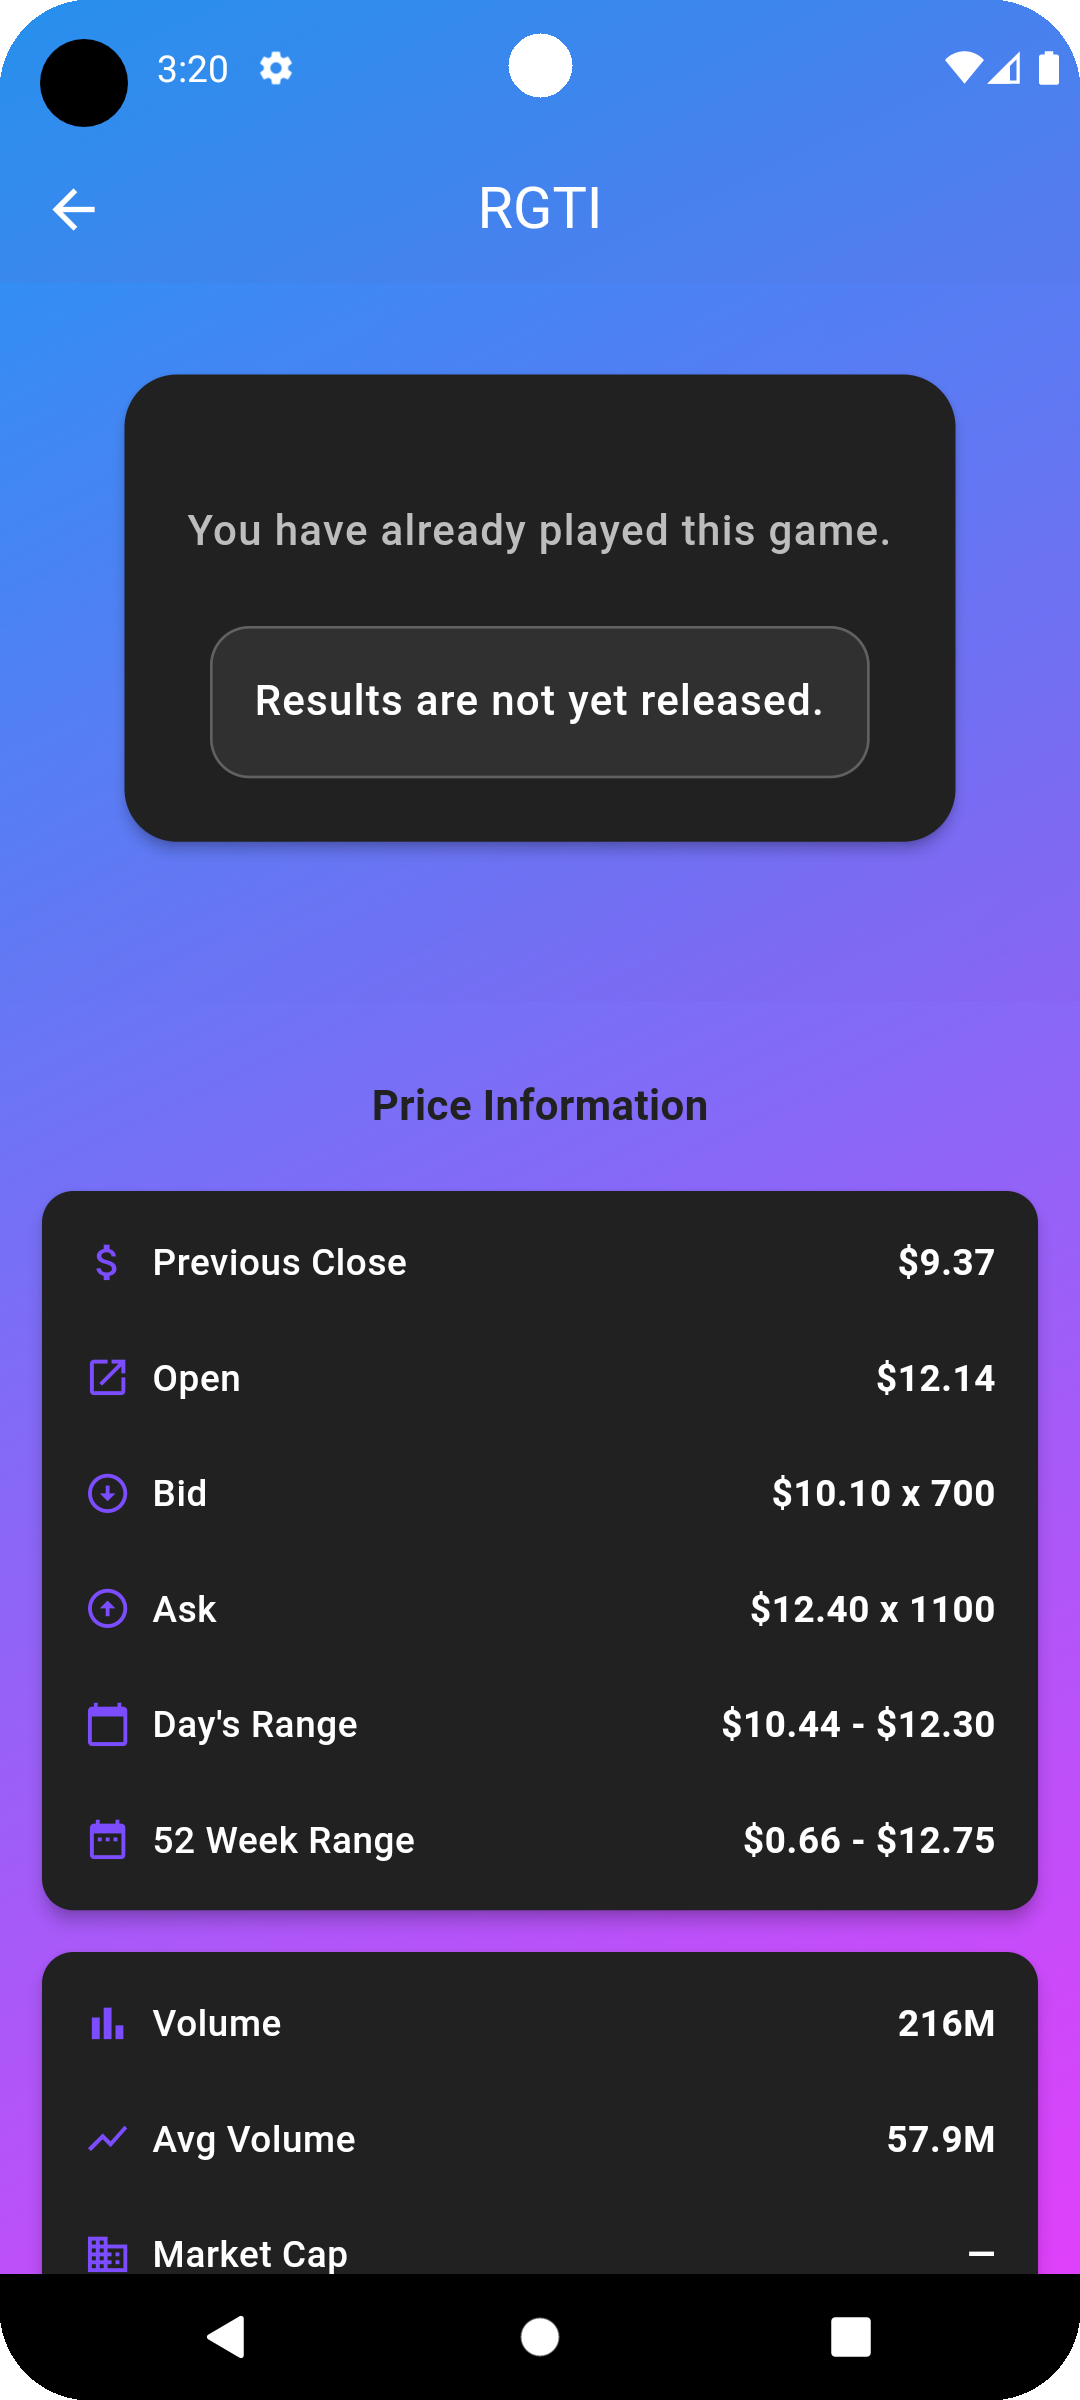 3:20
RGTI
You have already played this game.
Results are not yet released.
Price Information
Previous Close $9.37
Open $12.14
Bid $10.10 x 700
Ask $12.40 x 1100
Day's Range $10.44 - $12.30
52 Week Range $0.66 - $12.75
Volume 216M
Avg Volume 57.9M
Market Cap –